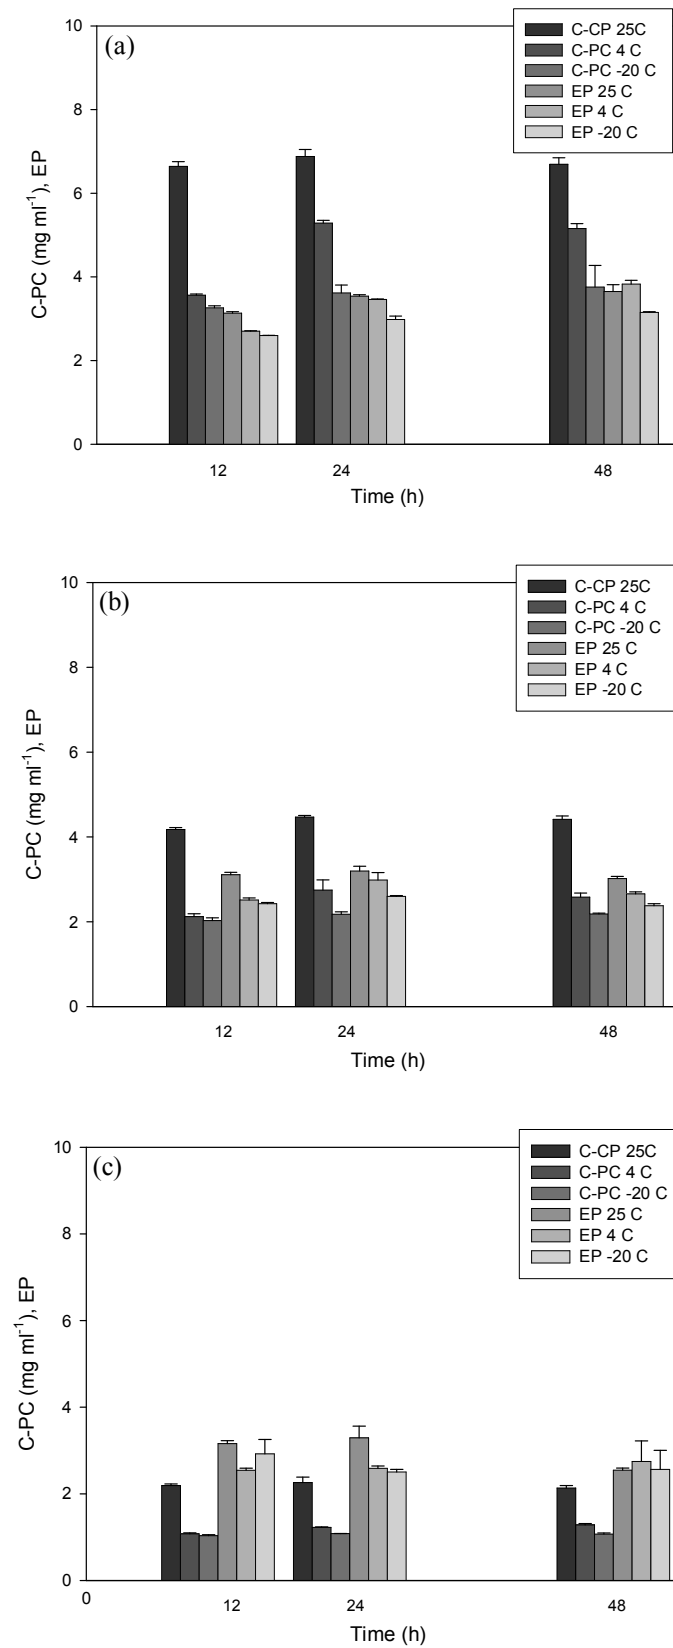 (a)
C-CP 25C
C-PC 4 C
C-PC -20 C
EP 25 C
EP 4 C
EP -20 C
10
8
6
4
2
0
C-PC (mg ml⁻¹), EP
12 24 48
Time (h)
(b)
C-CP 25C
C-PC 4 C
C-PC -20 C
EP 25 C
EP 4 C
EP -20 C
10
8
6
4
2
0
C-PC (mg ml⁻¹), EP
12 24 48
Time (h)
(c)
C-CP 25C
C-PC 4 C
C-PC -20 C
EP 25 C
EP 4 C
EP -20 C
10
8
6
4
2
0
C-PC (mg ml⁻¹), EP
0 12 24 48
Time (h)